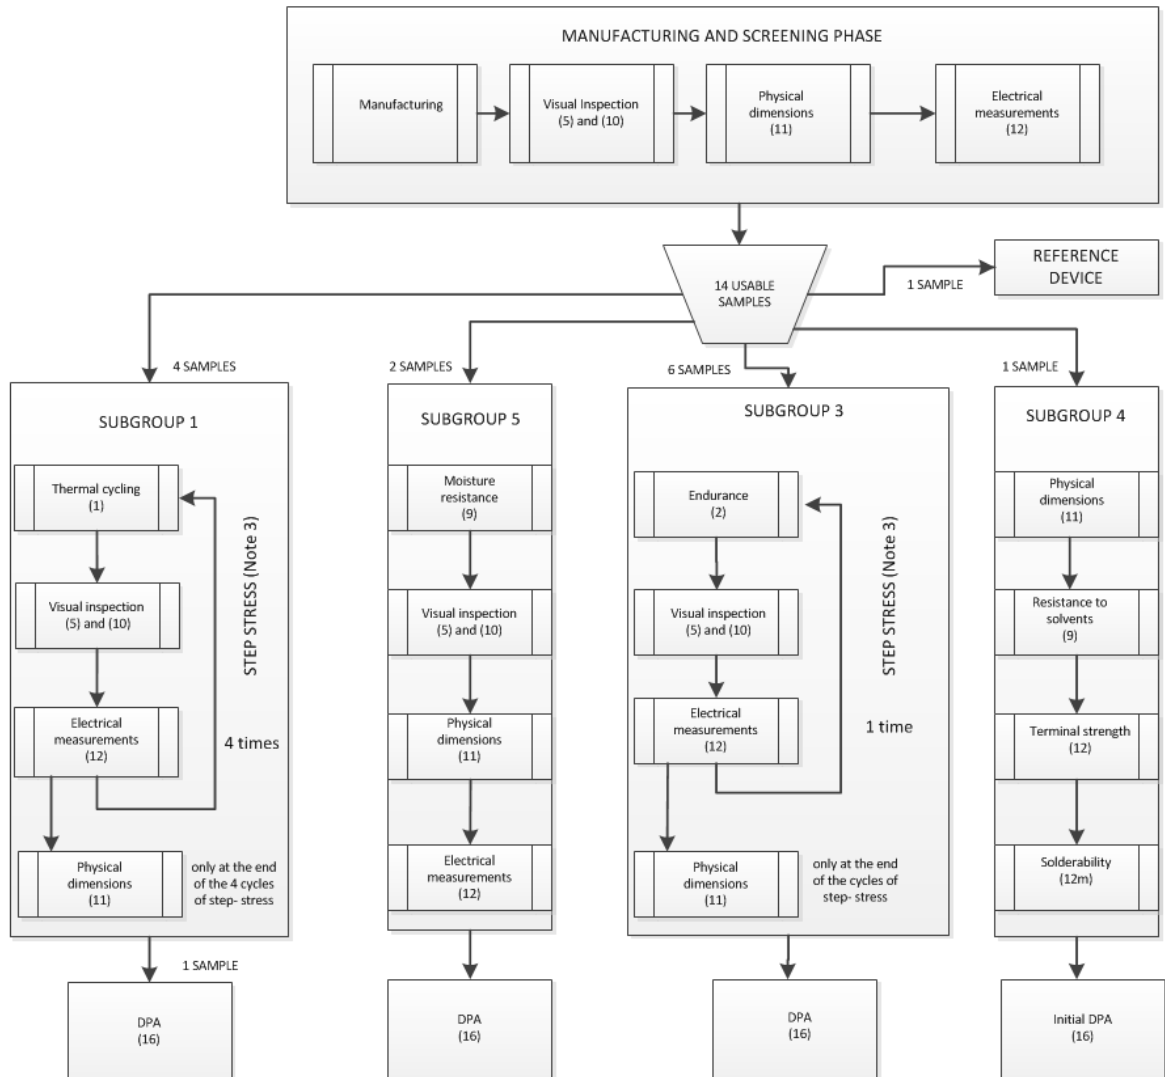 MANUFACTURING AND SCREENING PHASE
Manufacturing
Visual Inspection
(5) and (10)
Physical
dimensions
(11)
Electrical
measurements
(12)
14 USABLE
SAMPLES
1 SAMPLE
REFERENCE
DEVICE
4 SAMPLES
2 SAMPLES
6 SAMPLES
1 SAMPLE
SUBGROUP 1
Thermal cycling
(1)
Visual inspection
(5) and (10)
Electrical
measurements
(12)
STEP STRESS (Note 3)
4 times
Physical
dimensions
(11)
only at the end
of the 4 cycles
of step- stress
1 SAMPLE
DPA
(16)
SUBGROUP 5
Moisture
resistance
(9)
Visual inspection
(5) and (10)
Physical
dimensions
(11)
Electrical
measurements
(12)
DPA
(16)
SUBGROUP 3
Endurance
(2)
Visual inspection
(5) and (10)
Electrical
measurements
(12)
STEP STRESS (Note 3)
1 time
Physical
dimensions
(11)
only at the end
of the cycles of
step- stress
DPA
(16)
SUBGROUP 4
Physical
dimensions
(11)
Resistance to
solvents
(9)
Terminal strength
(12)
Solderability
(12m)
Initial DPA
(16)